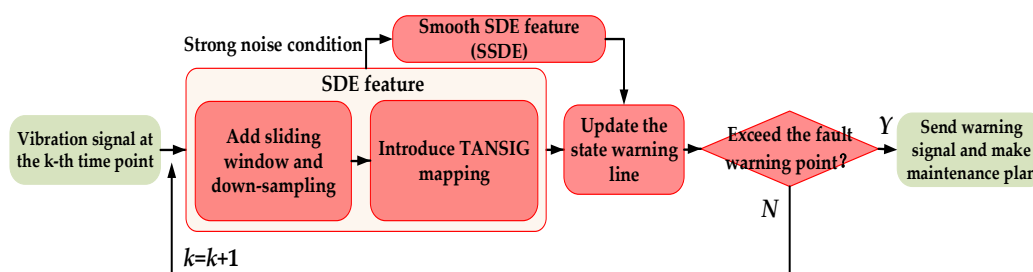 Strong noise condition
Smooth SDE feature
(SSDE)
SDE feature
Vibration signal at
the k-th time point
Add sliding
window and
down-sampling
Introduce TANSIG
mapping
Update the
state warning
line
Exceed the fault
warning point?
Y
Send warning
signal and make
maintenance plan
N
k=k+1